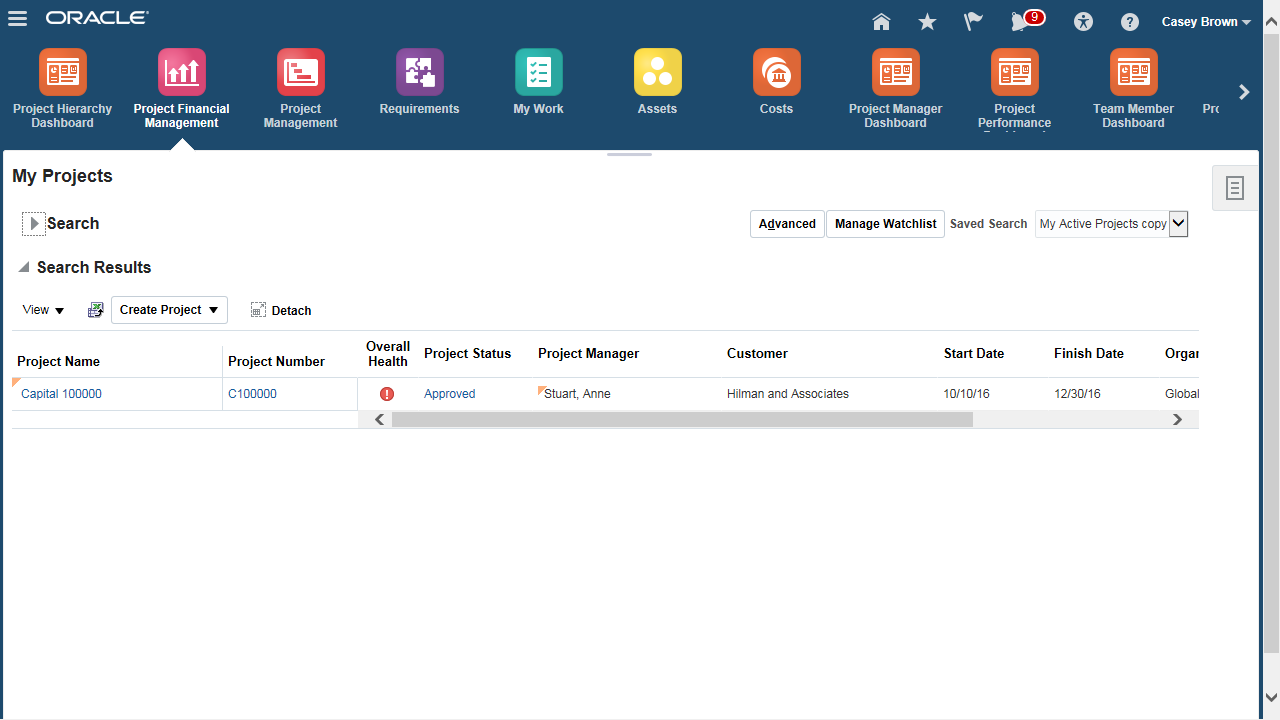 ORACLE
9
Casey Brown
Project Hierarchy Dashboard
Project Financial Management
Project Management
Requirements
My Work
Assets
Costs
Project Manager Dashboard
Project Performance
Team Member Dashboard
My Projects
Search
Advanced
Manage Watchlist
Saved Search
My Active Projects copy
Search Results
View
Create Project
Detach
Project Name
Project Number
Overall Health
Project Status
Project Manager
Customer
Start Date
Finish Date
Capital 100000
C100000
Approved
Stuart, Anne
Hilman and Associates
10/10/16
12/30/16
Global